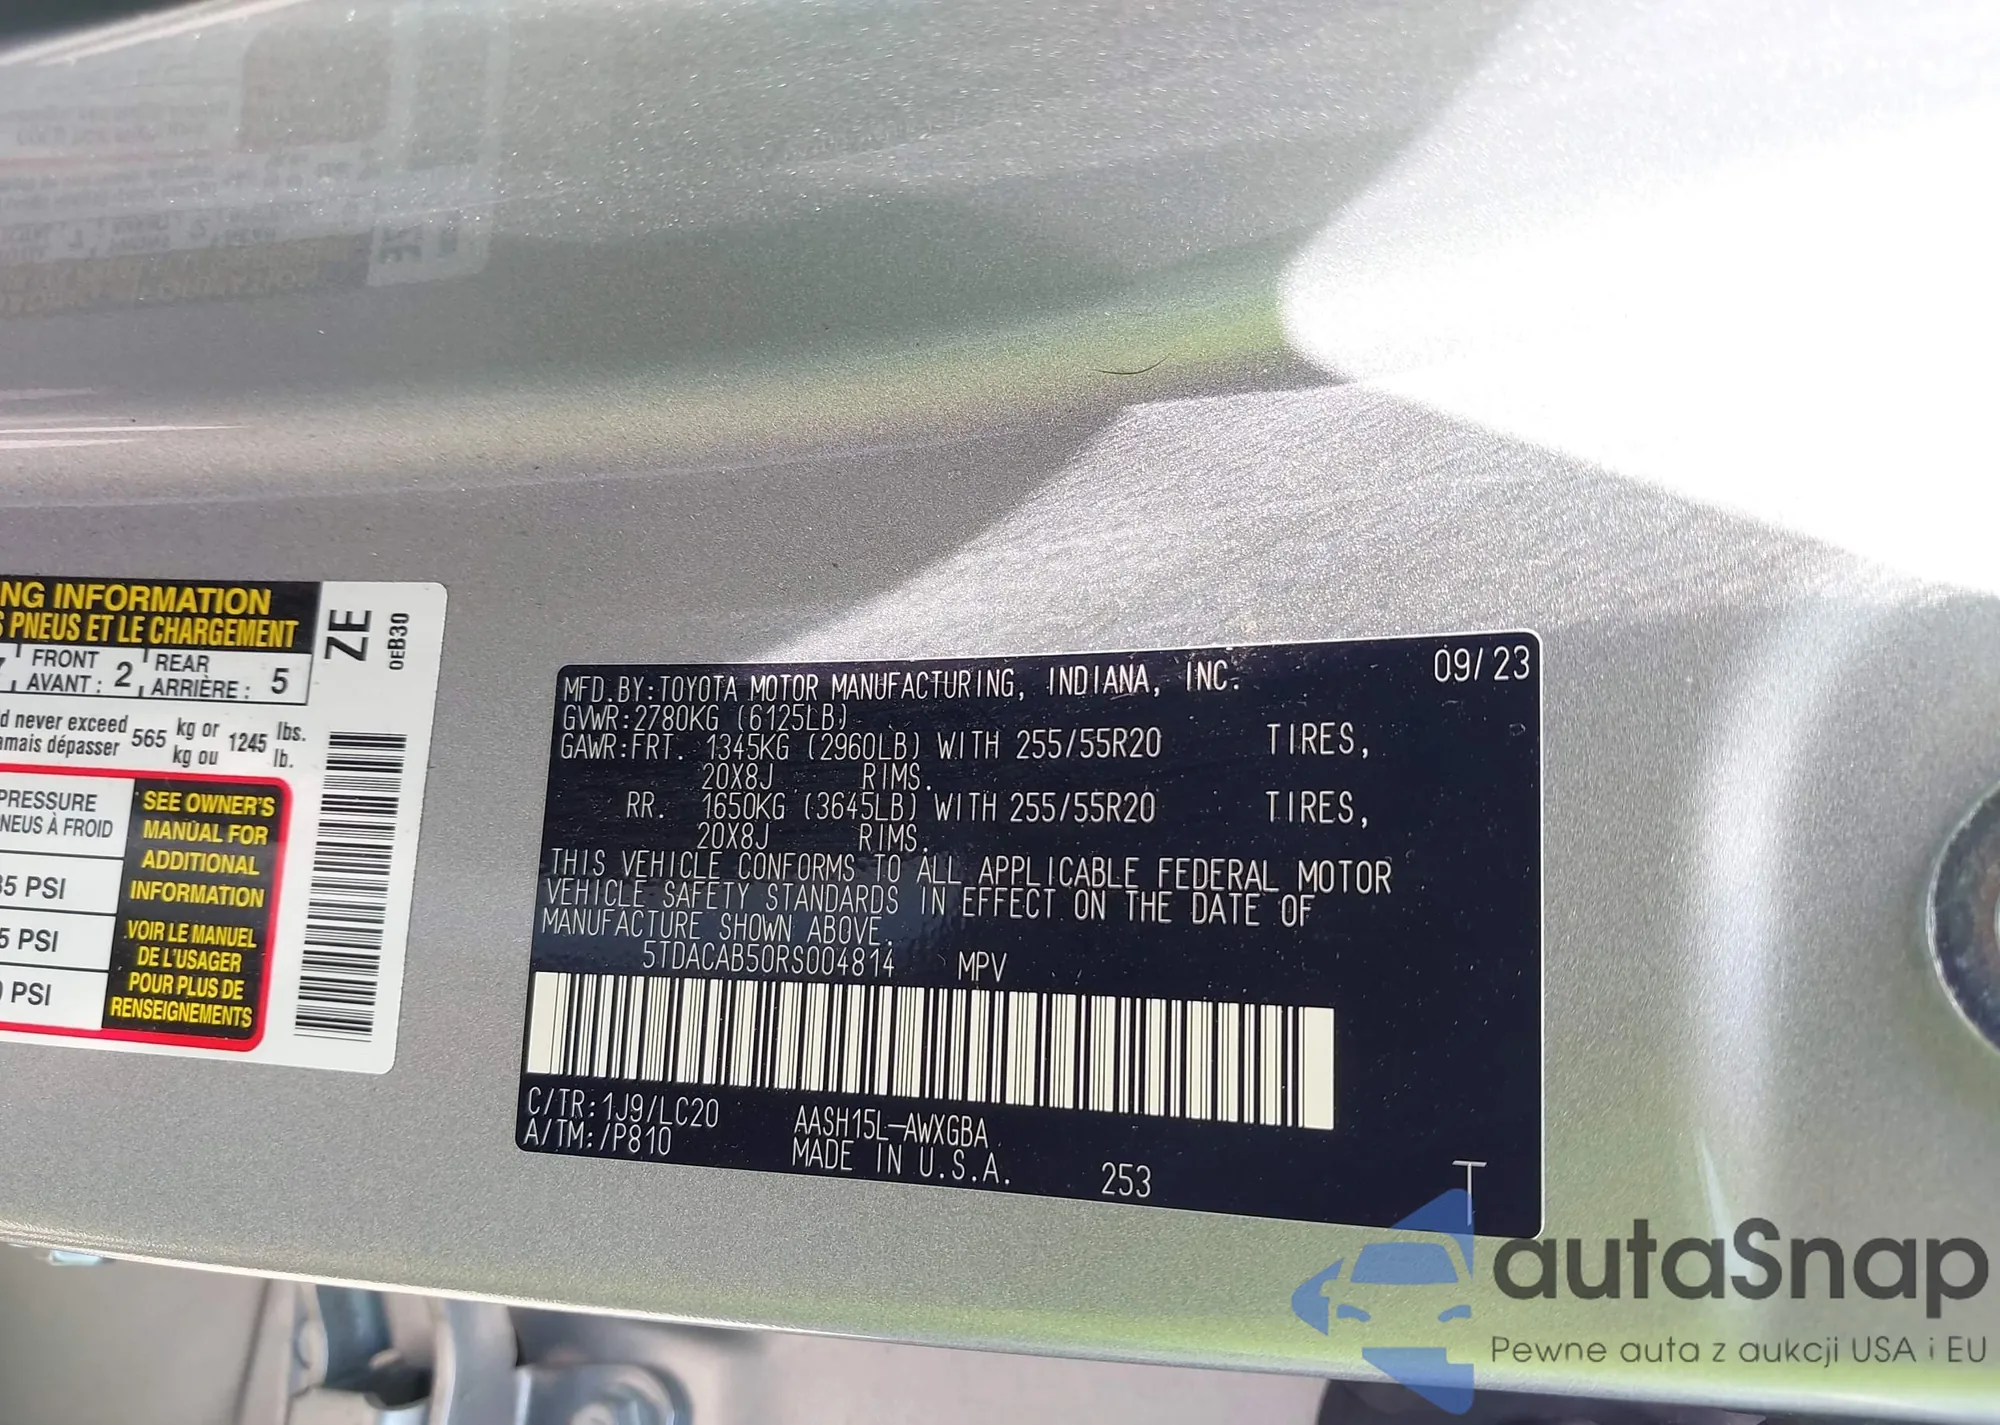 NG INFORMATION
S PNEUS ET LE CHARGEMENT
FRONT 2 REAR 5
AVANT : ARRIÈRE :
d never exceed 565 kg or 1245 lbs.
amais dépasser kg ou lb.
PRESSURE
NEUS À FROID
35 PSI
5 PSI
0 PSI
SEE OWNER'S
MANUAL FOR
ADDITIONAL
INFORMATION
VOIR LE MANUEL
DE L'USAGER
POUR PLUS DE
RENSEIGNEMENTS
ZE
0EB30
MFD.BY:TOYOTA MOTOR MANUFACTURING, INDIANA, INC. 09/23
GVWR:2780KG (6125LB)
GAWR:FRT. 1345KG (2960LB) WITH 255/55R20 TIRES,
20X8J RIMS.
RR. 1650KG (3645LB) WITH 255/55R20 TIRES,
20X8J RIMS.
THIS VEHICLE CONFORMS TO ALL APPLICABLE FEDERAL MOTOR
VEHICLE SAFETY STANDARDS IN EFFECT ON THE DATE OF
MANUFACTURE SHOWN ABOVE.
5TDACAB50RS004814 MPV
C/TR:1J9/LC20 AASH15L-AWXGBA
A/TM:/P810 MADE IN U.S.A. 253 T
autaSnap
Pewne auta z aukcji USA i EU